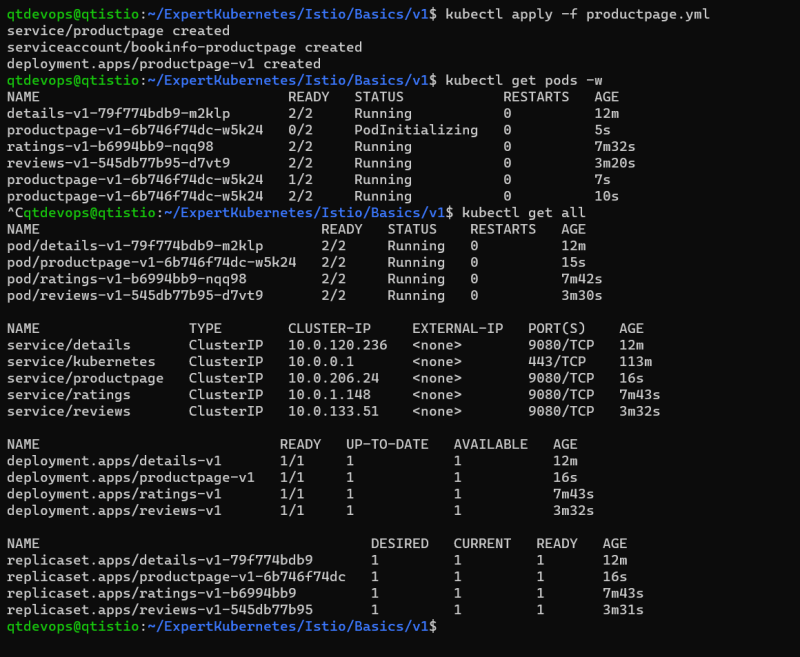 qtdevops@qtistio:~/ExpertKubernetes/Istio/Basics/v1$ kubectl apply -f productpage.yml
service/productpage created
serviceaccount/bookinfo-productpage created
deployment.apps/productpage-v1 created
qtdevops@qtistio:~/ExpertKubernetes/Istio/Basics/v1$ kubectl get pods -w
NAME READY STATUS RESTARTS AGE
details-v1-79f774bdb9-m2klp 2/2 Running 0 12m
productpage-v1-6b746f74dc-w5k24 0/2 PodInitializing 0 5s
ratings-v1-b6994bb9-nqq98 2/2 Running 0 7m32s
reviews-v1-545db77b95-d7vt9 2/2 Running 0 3m20s
productpage-v1-6b746f74dc-w5k24 1/2 Running 0 7s
productpage-v1-6b746f74dc-w5k24 2/2 Running 0 10s
^Cqtdevops@qtistio:~/ExpertKubernetes/Istio/Basics/v1$ kubectl get all
NAME READY STATUS RESTARTS AGE
pod/details-v1-79f774bdb9-m2klp 2/2 Running 0 12m
pod/productpage-v1-6b746f74dc-w5k24 2/2 Running 0 15s
pod/ratings-v1-b6994bb9-nqq98 2/2 Running 0 7m42s
pod/reviews-v1-545db77b95-d7vt9 2/2 Running 0 3m30s
NAME TYPE CLUSTER-IP EXTERNAL-IP PORT(S) AGE
service/details ClusterIP 10.0.120.236 <none> 9080/TCP 12m
service/kubernetes ClusterIP 10.0.0.1 <none> 443/TCP 113m
service/productpage ClusterIP 10.0.206.24 <none> 9080/TCP 16s
service/ratings ClusterIP 10.0.1.148 <none> 9080/TCP 7m43s
service/reviews ClusterIP 10.0.133.51 <none> 9080/TCP 3m32s
NAME READY UP-TO-DATE AVAILABLE AGE
deployment.apps/details-v1 1/1 1 1 12m
deployment.apps/productpage-v1 1/1 1 1 16s
deployment.apps/ratings-v1 1/1 1 1 7m43s
deployment.apps/reviews-v1 1/1 1 1 3m32s
NAME DESIRED CURRENT READY AGE
replicaset.apps/details-v1-79f774bdb9 1 1 1 12m
replicaset.apps/productpage-v1-6b746f74dc 1 1 1 16s
replicaset.apps/ratings-v1-b6994bb9 1 1 1 7m43s
replicaset.apps/reviews-v1-545db77b95 1 1 1 3m31s
qtdevops@qtistio:~/ExpertKubernetes/Istio/Basics/v1$